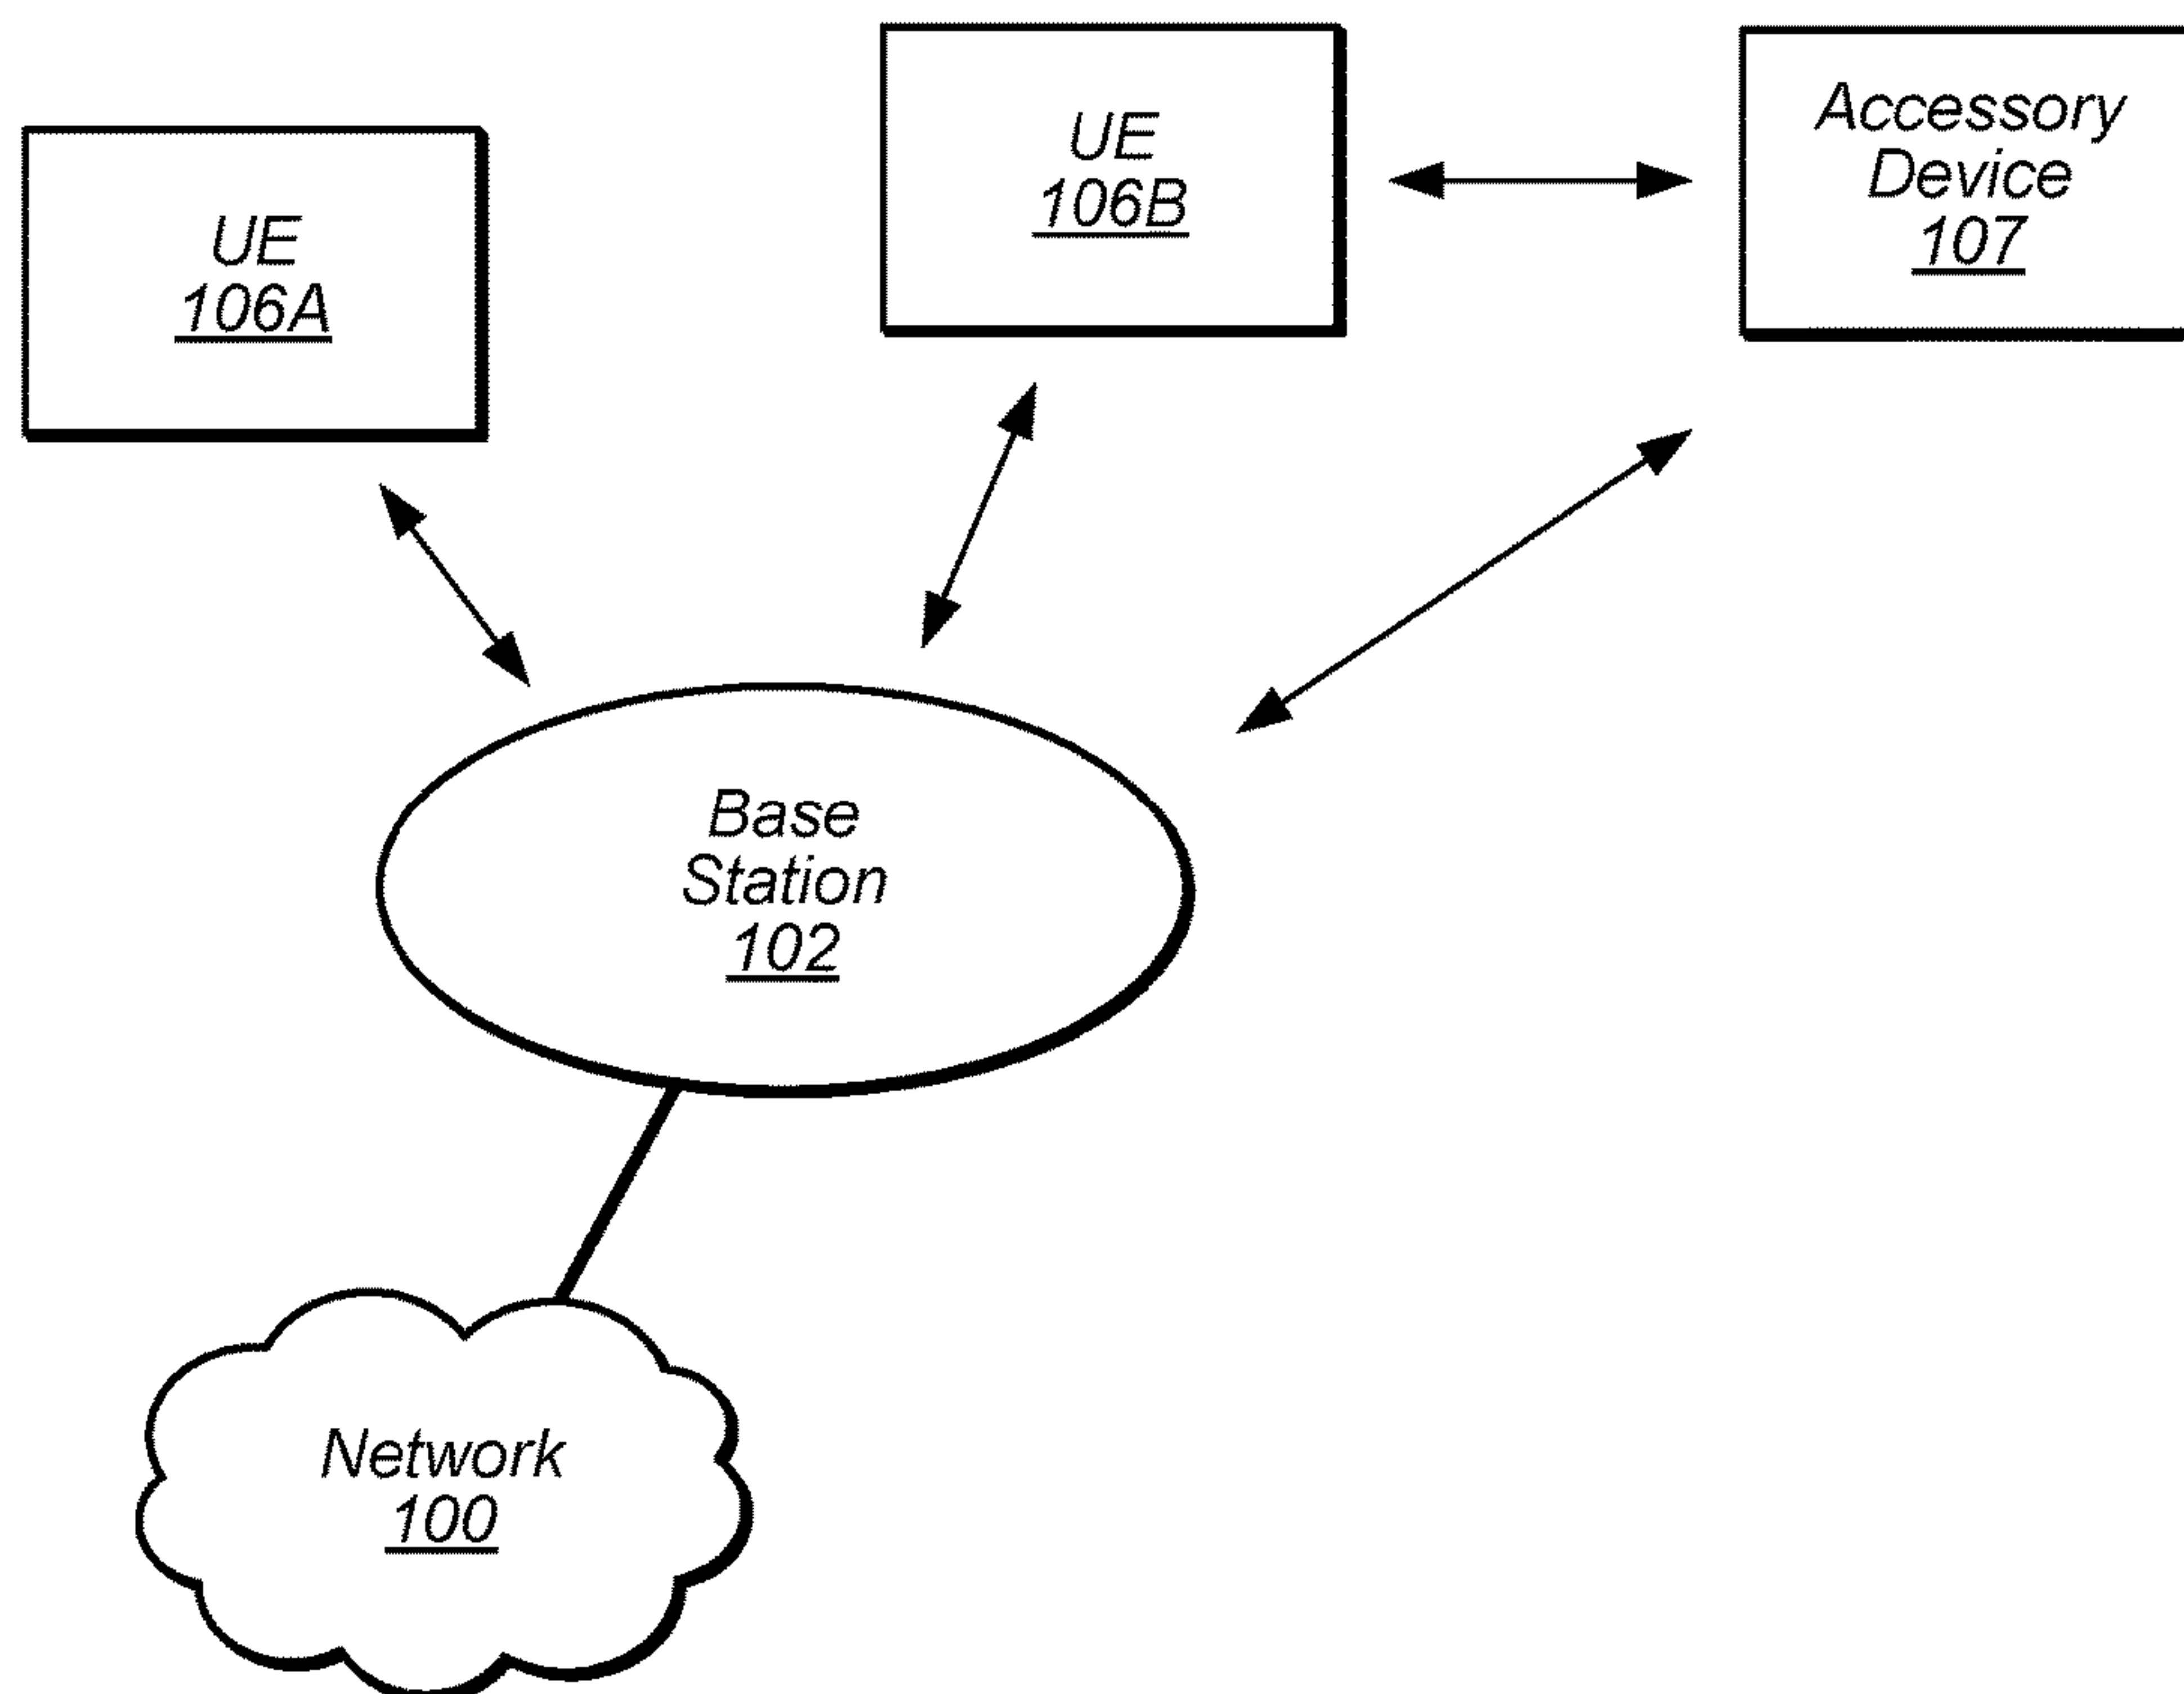 UE
106A
UE
106B
Accessory
Device
107
Base
Station
102
Network
100